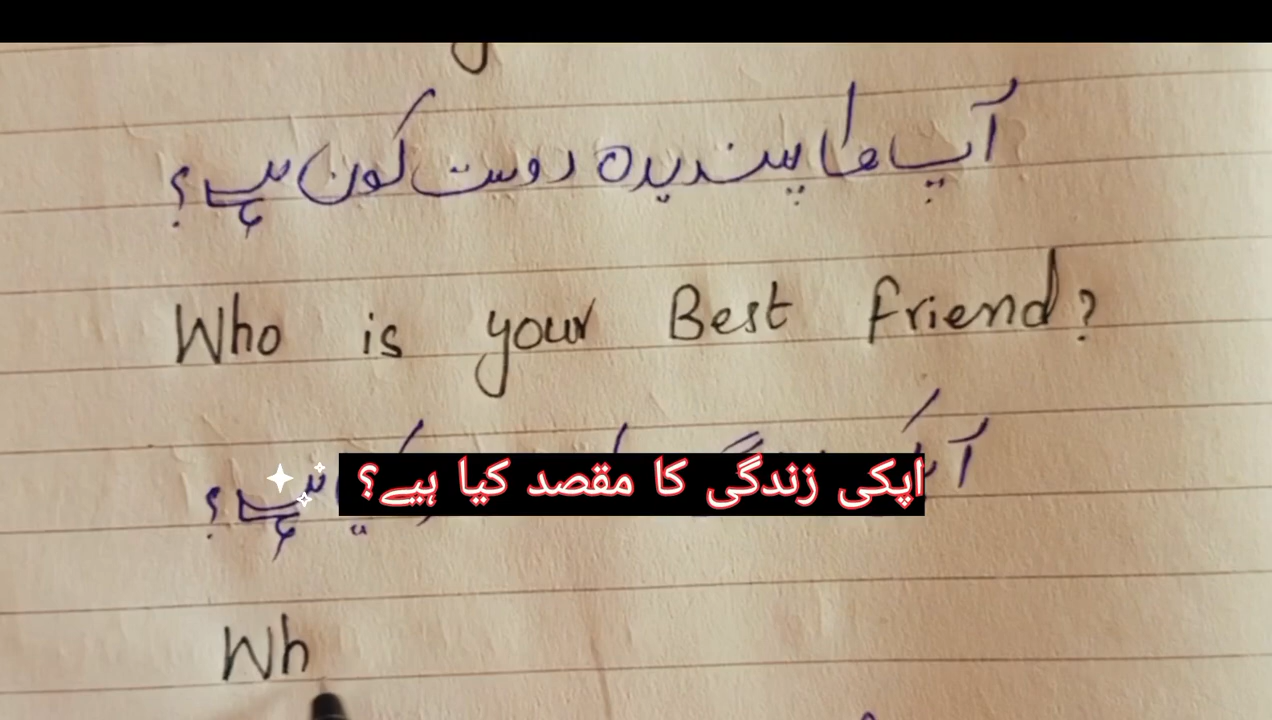 آپ کا پسندیدہ دوست کون ہے؟
Who is your Best friend?
اپکی زندگی کا مقصد کیا ہیے؟
Wh